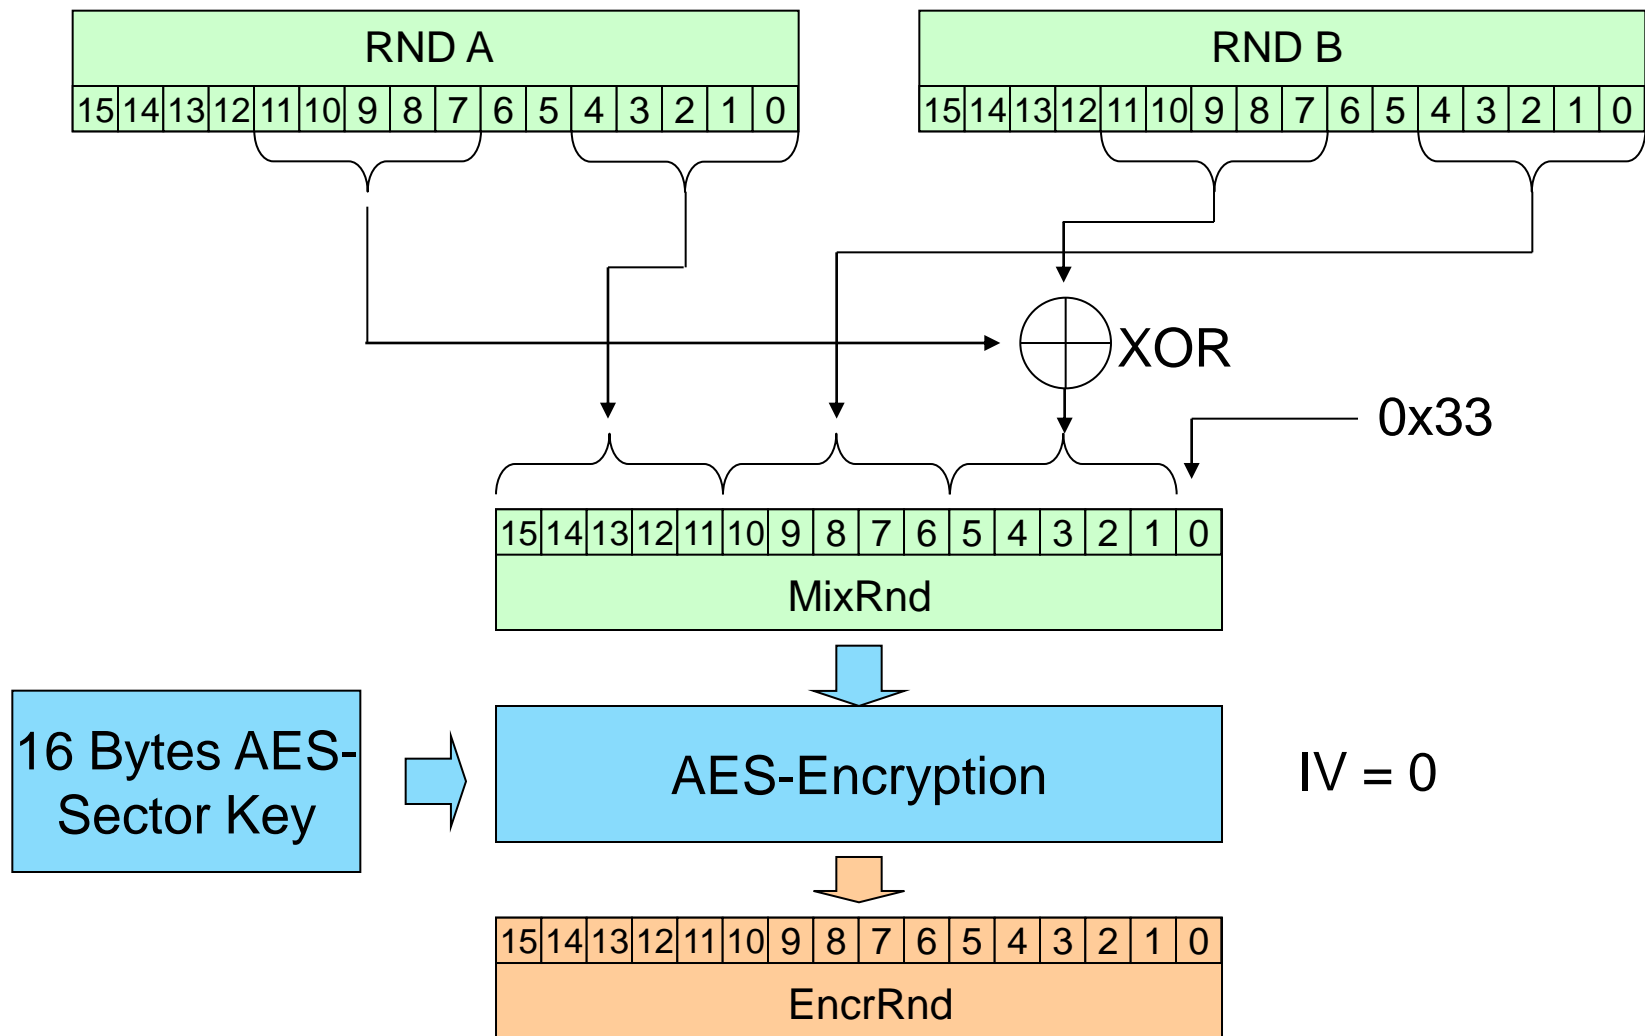 RND A
RND B
15 14 13 12 11 10 9 8 7 6 5 4 3 2 1 0
15 14 13 12 11 10 9 8 7 6 5 4 3 2 1 0
XOR
0x33
15 14 13 12 11 10 9 8 7 6 5 4 3 2 1 0
MixRnd
16 Bytes AES-
Sector Key
AES-Encryption
IV = 0
15 14 13 12 11 10 9 8 7 6 5 4 3 2 1 0
EncrRnd